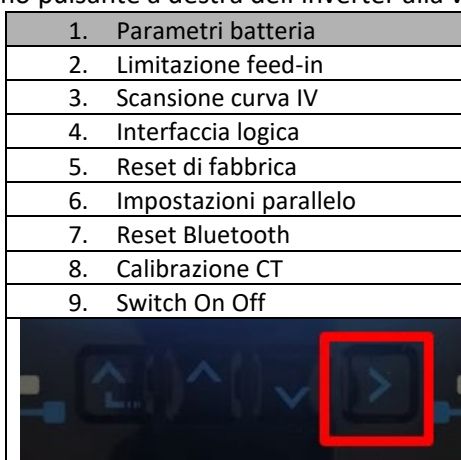 no pulsante a destra dell'inverter alla
1. Parametri batteria
2. Limitazione feed-in
3. Scansione curva IV
4. Interfaccia logica
5. Reset di fabbrica
6. Impostazioni parallelo
7. Reset Bluetooth
8. Calibrazione CT
9. Switch On Off